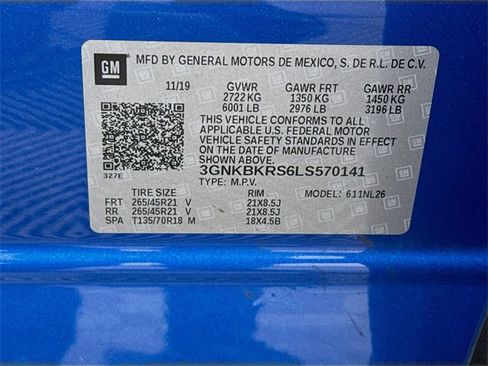 GM
MFD BY GENERAL MOTORS DE MEXICO, S. DE R.L. DE C.V.
11/19 GVWR GAWR FRT GAWR RR
2722 KG 1350 KG 1450 KG
6001 LB 2976 LB 3196 LB
THIS VEHICLE CONFORMS TO ALL
APPLICABLE U.S. FEDERAL MOTOR
VEHICLE SAFETY STANDARDS IN EFFECT
ON THE DATE OF MANUFACTURE SHOWN ABOVE.
327E
3GNKBKRS6LS570141
TYPE: M.P.V. MODEL: 611NL26
TIRE SIZE RIM
FRT 265/45R21 V 21X8.5J
RR 265/45R21 V 21X8.5J
SPA T135/70R18 M 18X4.5B